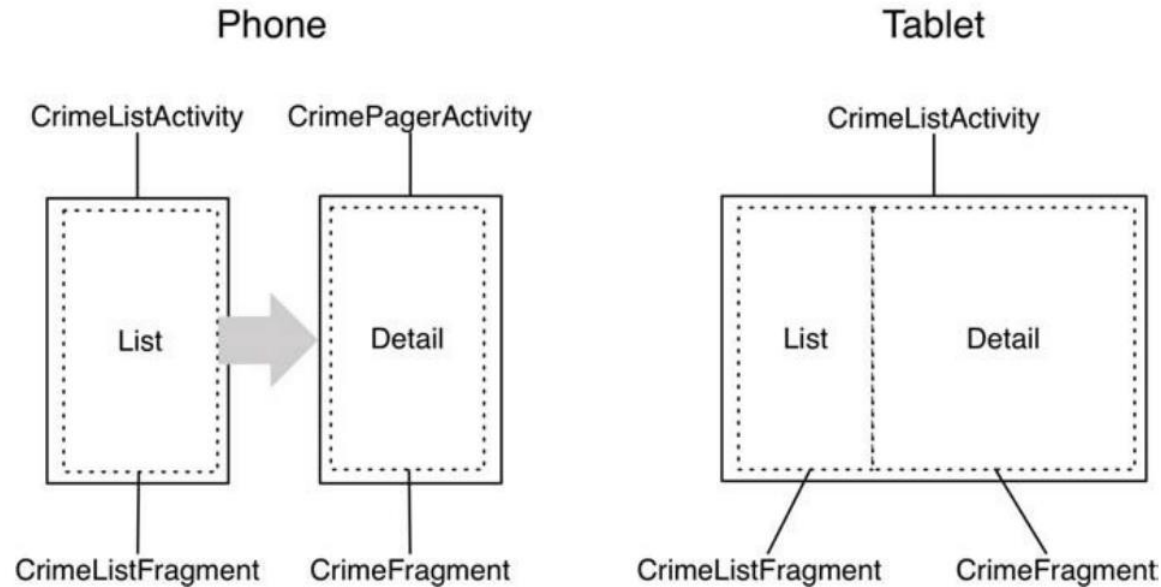 Phone
Tablet
CrimeListActivity
CrimePagerActivity
CrimeListActivity
List
Detail
List
Detail
CrimeListFragment
CrimeFragment
CrimeListFragment
CrimeFragment